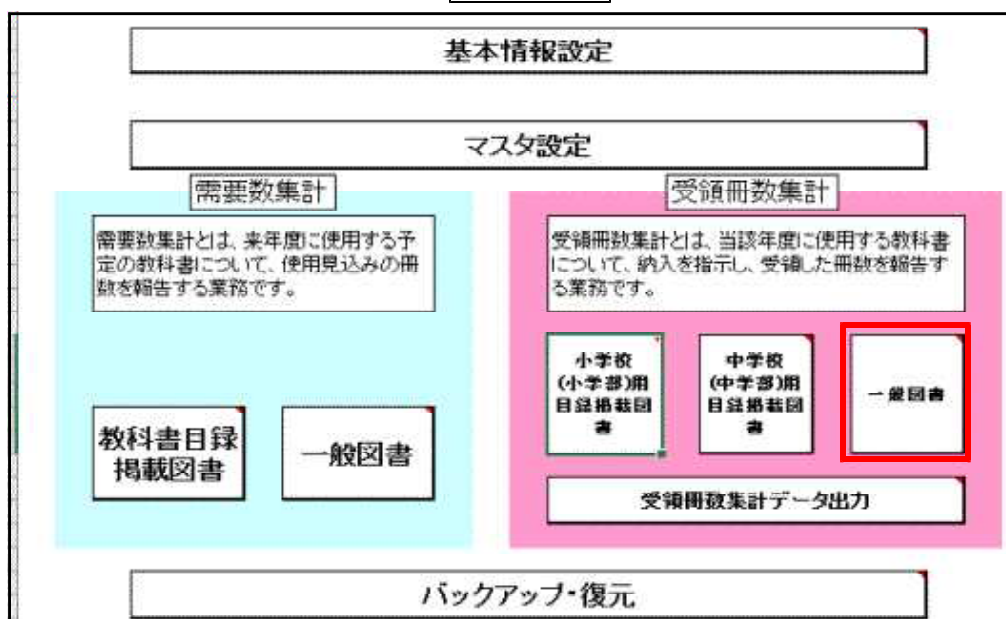 基本情報設定
マスタ設定
需要数集計
需要数集計とは、来年度に使用する予
定の教科書について、使用見込みの冊
数を報告する業務です。
教科書目録
掲載図書
一般図書
受領冊数集計
受領冊数集計とは、当該年度に使用する教科書
について、納入を指示し、受領した冊数を報告す
る業務です。
小学校
(小学部)用
目録掲載図
書
中学校
(中学部)用
目録掲載図
書
一般図書
受領冊数集計データ出力
バックアップ・復元